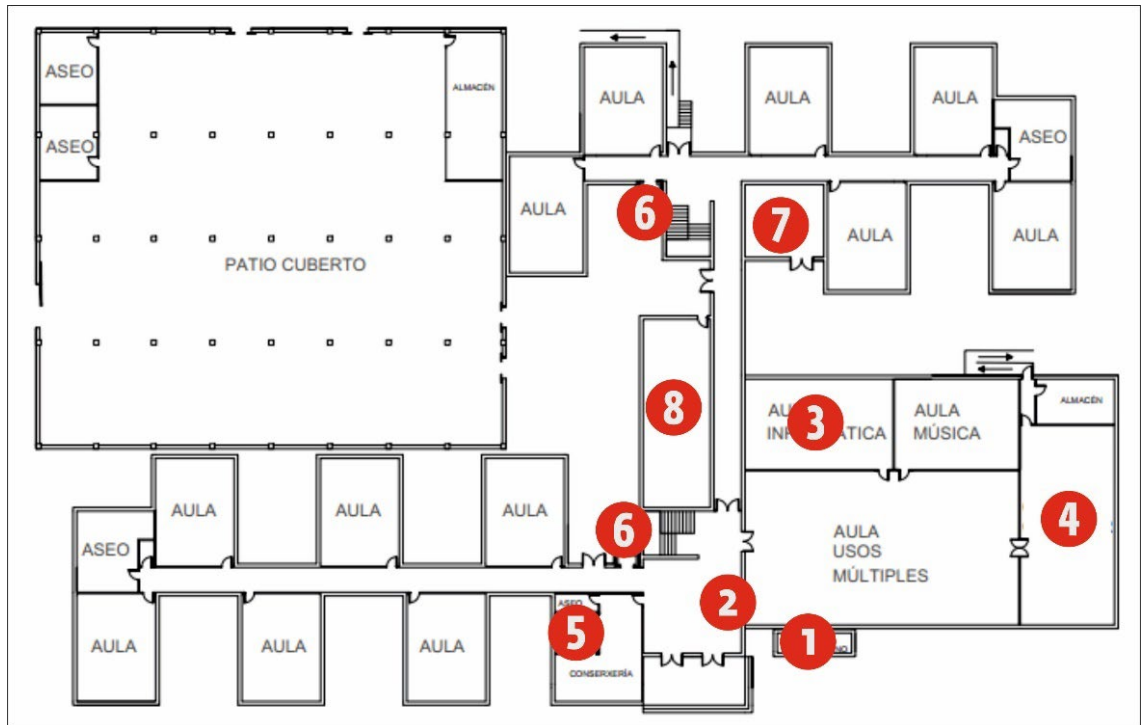 ASEO
ASEO
ALMACÉN
PATIO CUBERTO
AULA
AULA
AULA
AULA
ASEO
AULA
AULA
6
7
8
3
AULA
MÚSICA
ALMACÉN
4
AULA
USOS
MÚLTIPLES
AULA
AULA
AULA
ASEO
6
2
1
AULA
AULA
AULA
ASEO
5
CONSERXERÍA